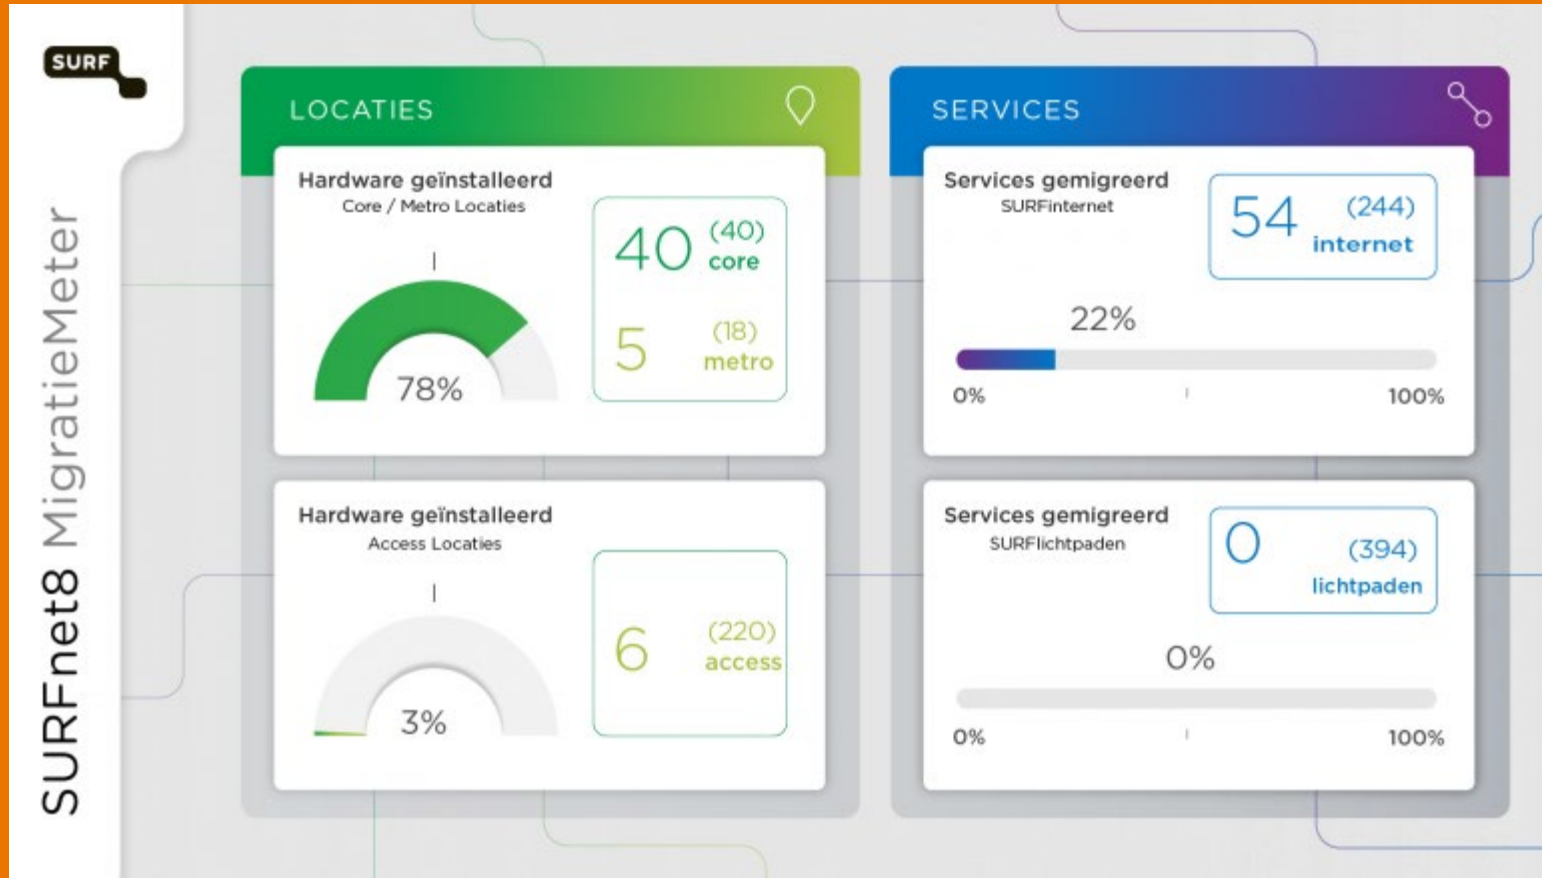 SURF
SURFnet8 MigratieMeter
LOCATIES
Hardware geïnstalleerd
Core / Metro Locaties
78%
40 (40)
core
5 (18)
metro
Hardware geïnstalleerd
Access Locaties
3%
6 (220)
access
SERVICES
Services gemigreerd
SURFinternet
54 (244)
internet
22%
0% 100%
Services gemigreerd
SURFlichtpaden
0 (394)
lichtpaden
0%
0% 100%